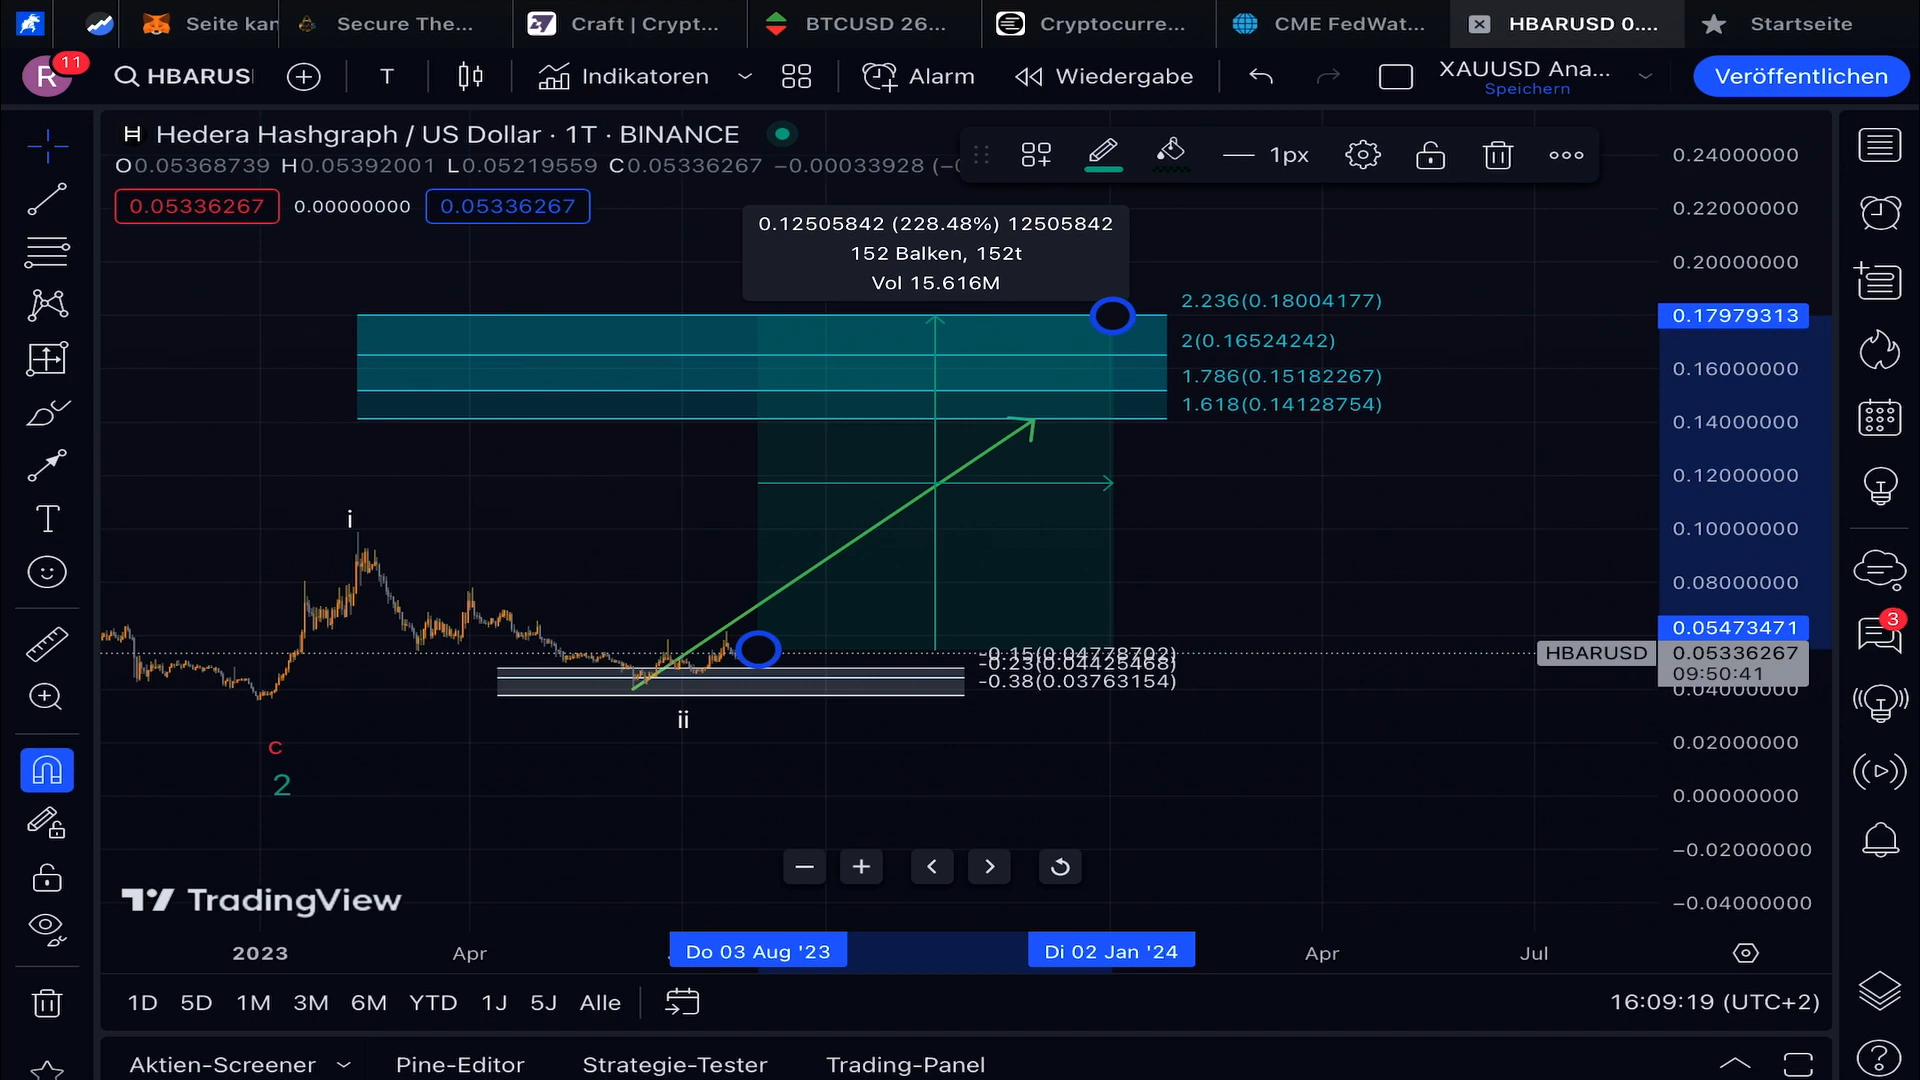 Seite kan
Secure The...
Craft | Crypt...
BTCUSD 26...
Cryptocurre...
CME FedWat...
HBARUSD 0....
Startseite
R
11
HBARUS
T
Indikatoren
Alarm
Wiedergabe
XAUUSD Ana...
Speichern
Veröffentlichen
Hedera Hashgraph / US Dollar · 1T · BINANCE
O0.05368739 H0.05392001 L0.05219559 C0.05336267 −0.00033928 (−0
1px
0.05336267
0.00000000
0.05336267
0.12505842 (228.48%) 12505842
152 Balken, 152t
Vol 15.616M
2.236(0.18004177)
2(0.16524242)
1.786(0.15182267)
1.618(0.14128754)
i
-0.15(0.04778702)
-0.23(0.04425468)
-0.38(0.03763154)
ii
c
2
0.24000000
0.22000000
0.20000000
0.17979313
0.16000000
0.14000000
0.12000000
0.10000000
0.08000000
0.05473471
HBARUSD
0.05336267
09:50:41
0.04000000
0.02000000
0.00000000
−0.02000000
−0.04000000
3
TradingView
2023
Apr
Do 03 Aug '23
Di 02 Jan '24
Apr
Jul
1D 5D 1M 3M 6M YTD 1J 5J Alle
16:09:19 (UTC+2)
Aktien-Screener
Pine-Editor
Strategie-Tester
Trading-Panel